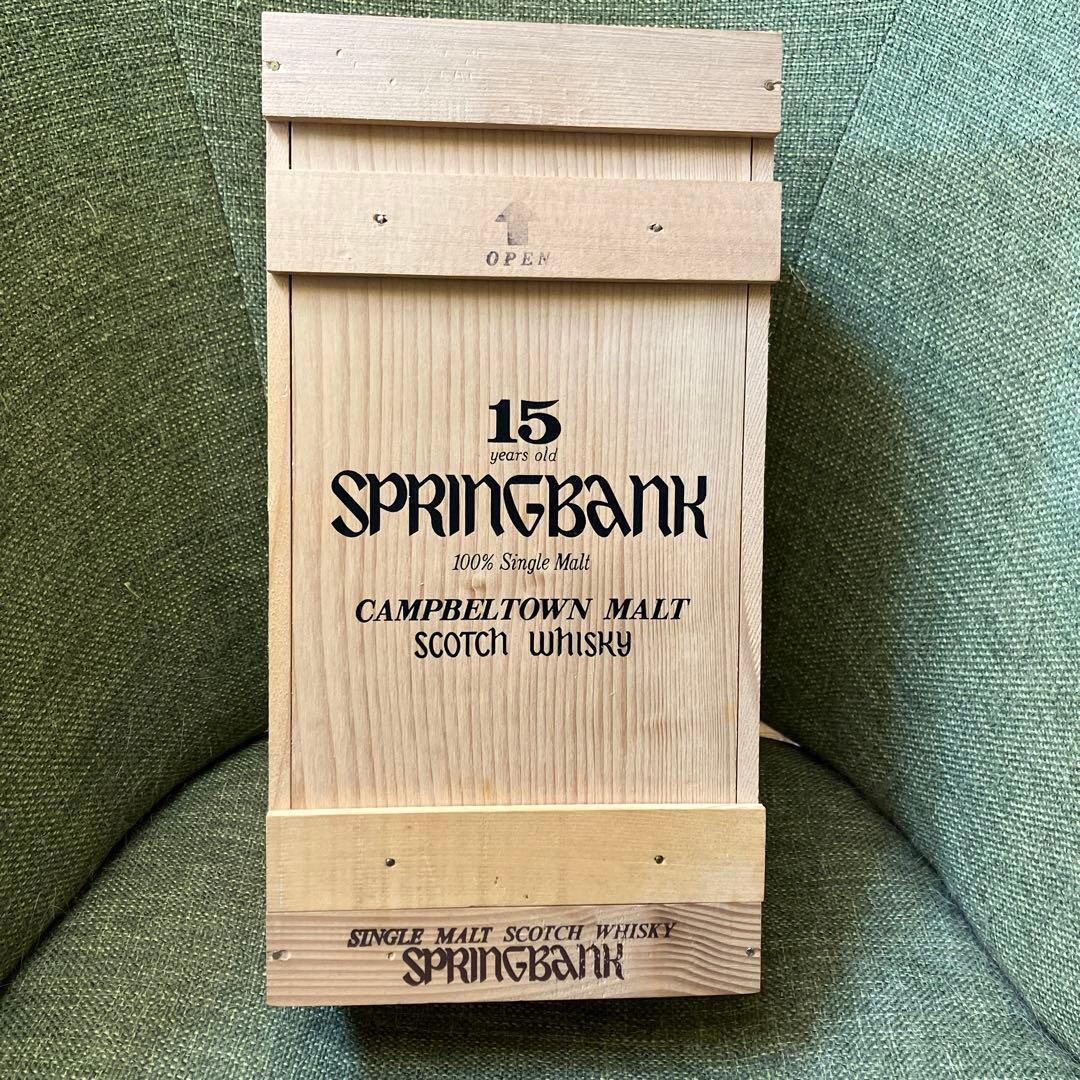 OPEN
15
years old
SPRINGBANK
100% Single Malt
CAMPBELTOWN MALT
SCOTCH WHISKY
SINGLE MALT SCOTCH WHISKY
SPRINGBANK